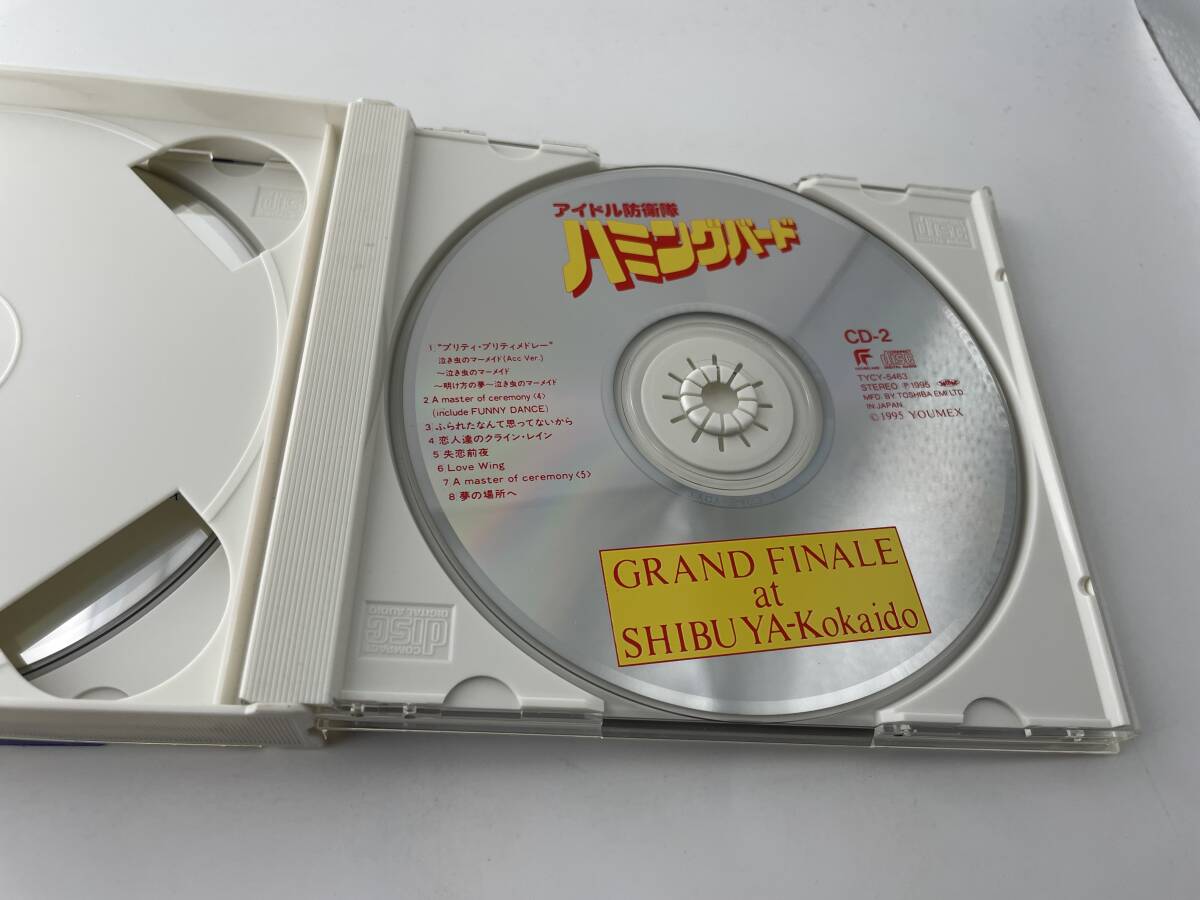 アイドル防衛隊
ハミングバード
1 "プリティ・プリティメドレー"
泣き虫のマーメイド(Acc Ver.)
〜泣き虫のマーメイド
〜明け方の夢〜泣き虫のマーメイド
2 A master of ceremony〈4〉
(include FUNNY DANCE)
3 ふられたなんて思ってないから
4 恋人達のクライン・レイン
5 失恋前夜
6 Love Wing
7 A master of ceremony〈5〉
8 夢の場所へ
CD-2
disc
TYCY-5463
STEREO Ⓟ1995
MFD. BY TOSHIBA EMI LTD.
IN JAPAN.
©1995 YOUMEX
GRAND FINALE
at
SHIBUYA-Kokaido
COMPACT
disc
DIGITAL AUDIO